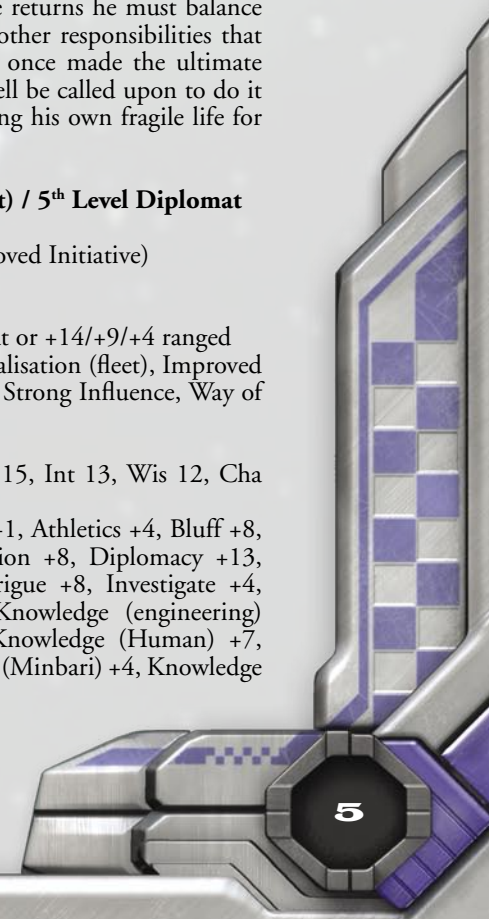 e returns he must balance
other responsibilities that
once made the ultimate
ell be called upon to do it
ng his own fragile life for
t) / 5th Level Diplomat
oved Initiative)
t or +14/+9/+4 ranged
alisation (fleet), Improved
Strong Influence, Way of
15, Int 13, Wis 12, Cha
-1, Athletics +4, Bluff +8,
ion +8, Diplomacy +13,
rigue +8, Investigate +4,
Knowledge (engineering)
Knowledge (Human) +7,
(Minbari) +4, Knowledge
5